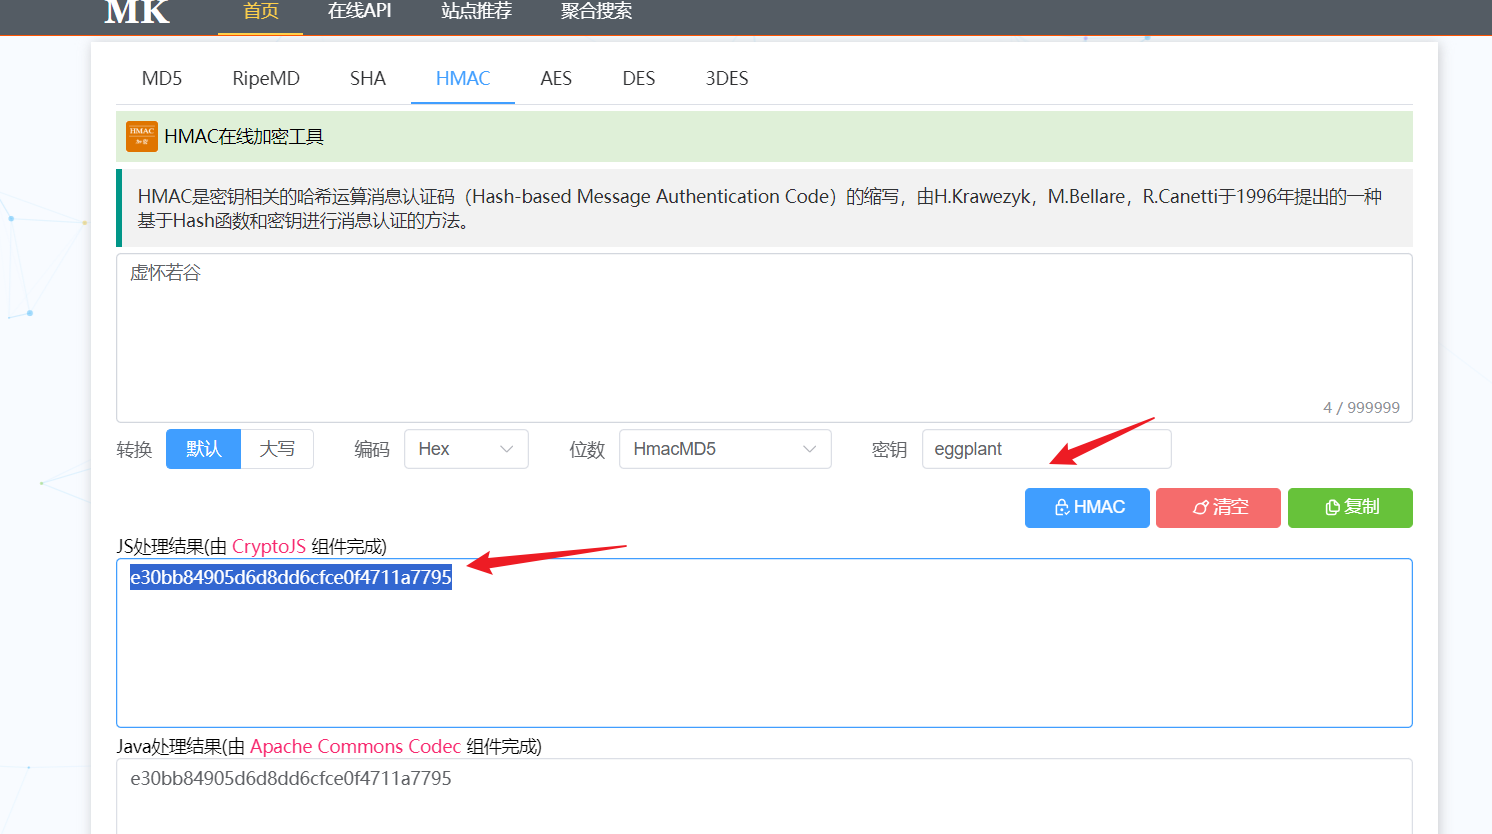 MK 首页 在线API 站点推荐 聚合搜索
MD5 RipeMD SHA HMAC AES DES 3DES
HMAC 加密 HMAC在线加密工具
HMAC是密钥相关的哈希运算消息认证码（Hash-based Message Authentication Code）的缩写，由H.Krawezyk，M.Bellare，R.Canetti于1996年提出的一种
基于Hash函数和密钥进行消息认证的方法。
虚怀若谷
4 / 999999
转换 默认 大写 编码 Hex 位数 HmacMD5 密钥 eggplant
HMAC 清空 复制
JS处理结果(由 CryptoJS 组件完成)
e30bb84905d6d8dd6cfce0f4711a7795
Java处理结果(由 Apache Commons Codec 组件完成)
e30bb84905d6d8dd6cfce0f4711a7795